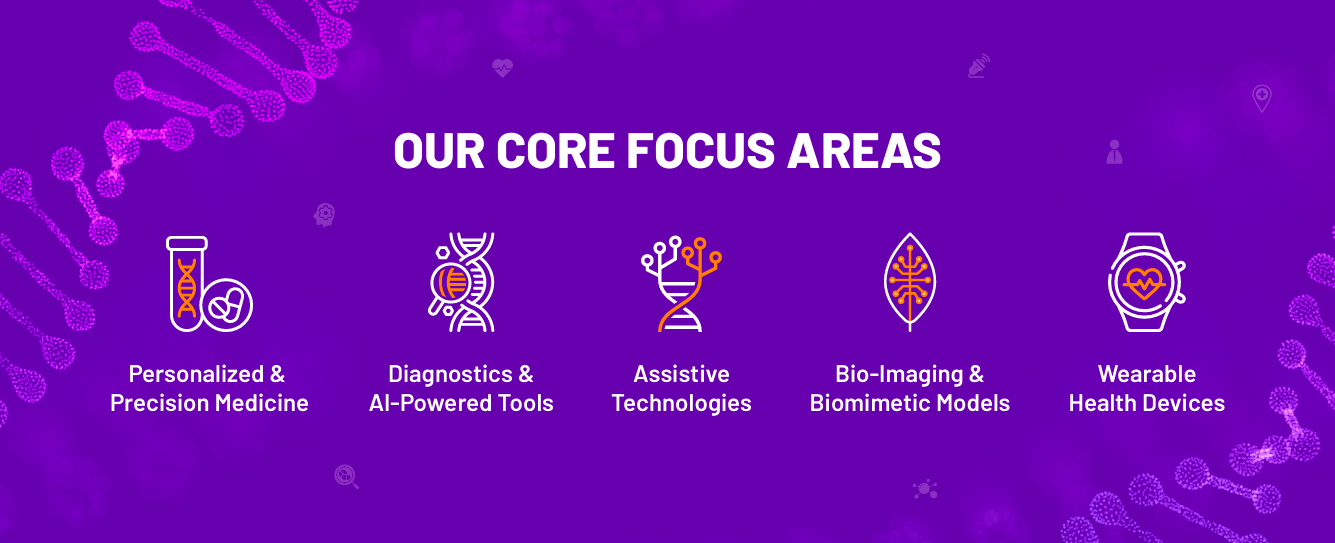 OUR CORE FOCUS AREAS
Personalized &
Precision Medicine
Diagnostics &
AI-Powered Tools
Assistive
Technologies
Bio-Imaging &
Biomimetic Models
Wearable
Health Devices